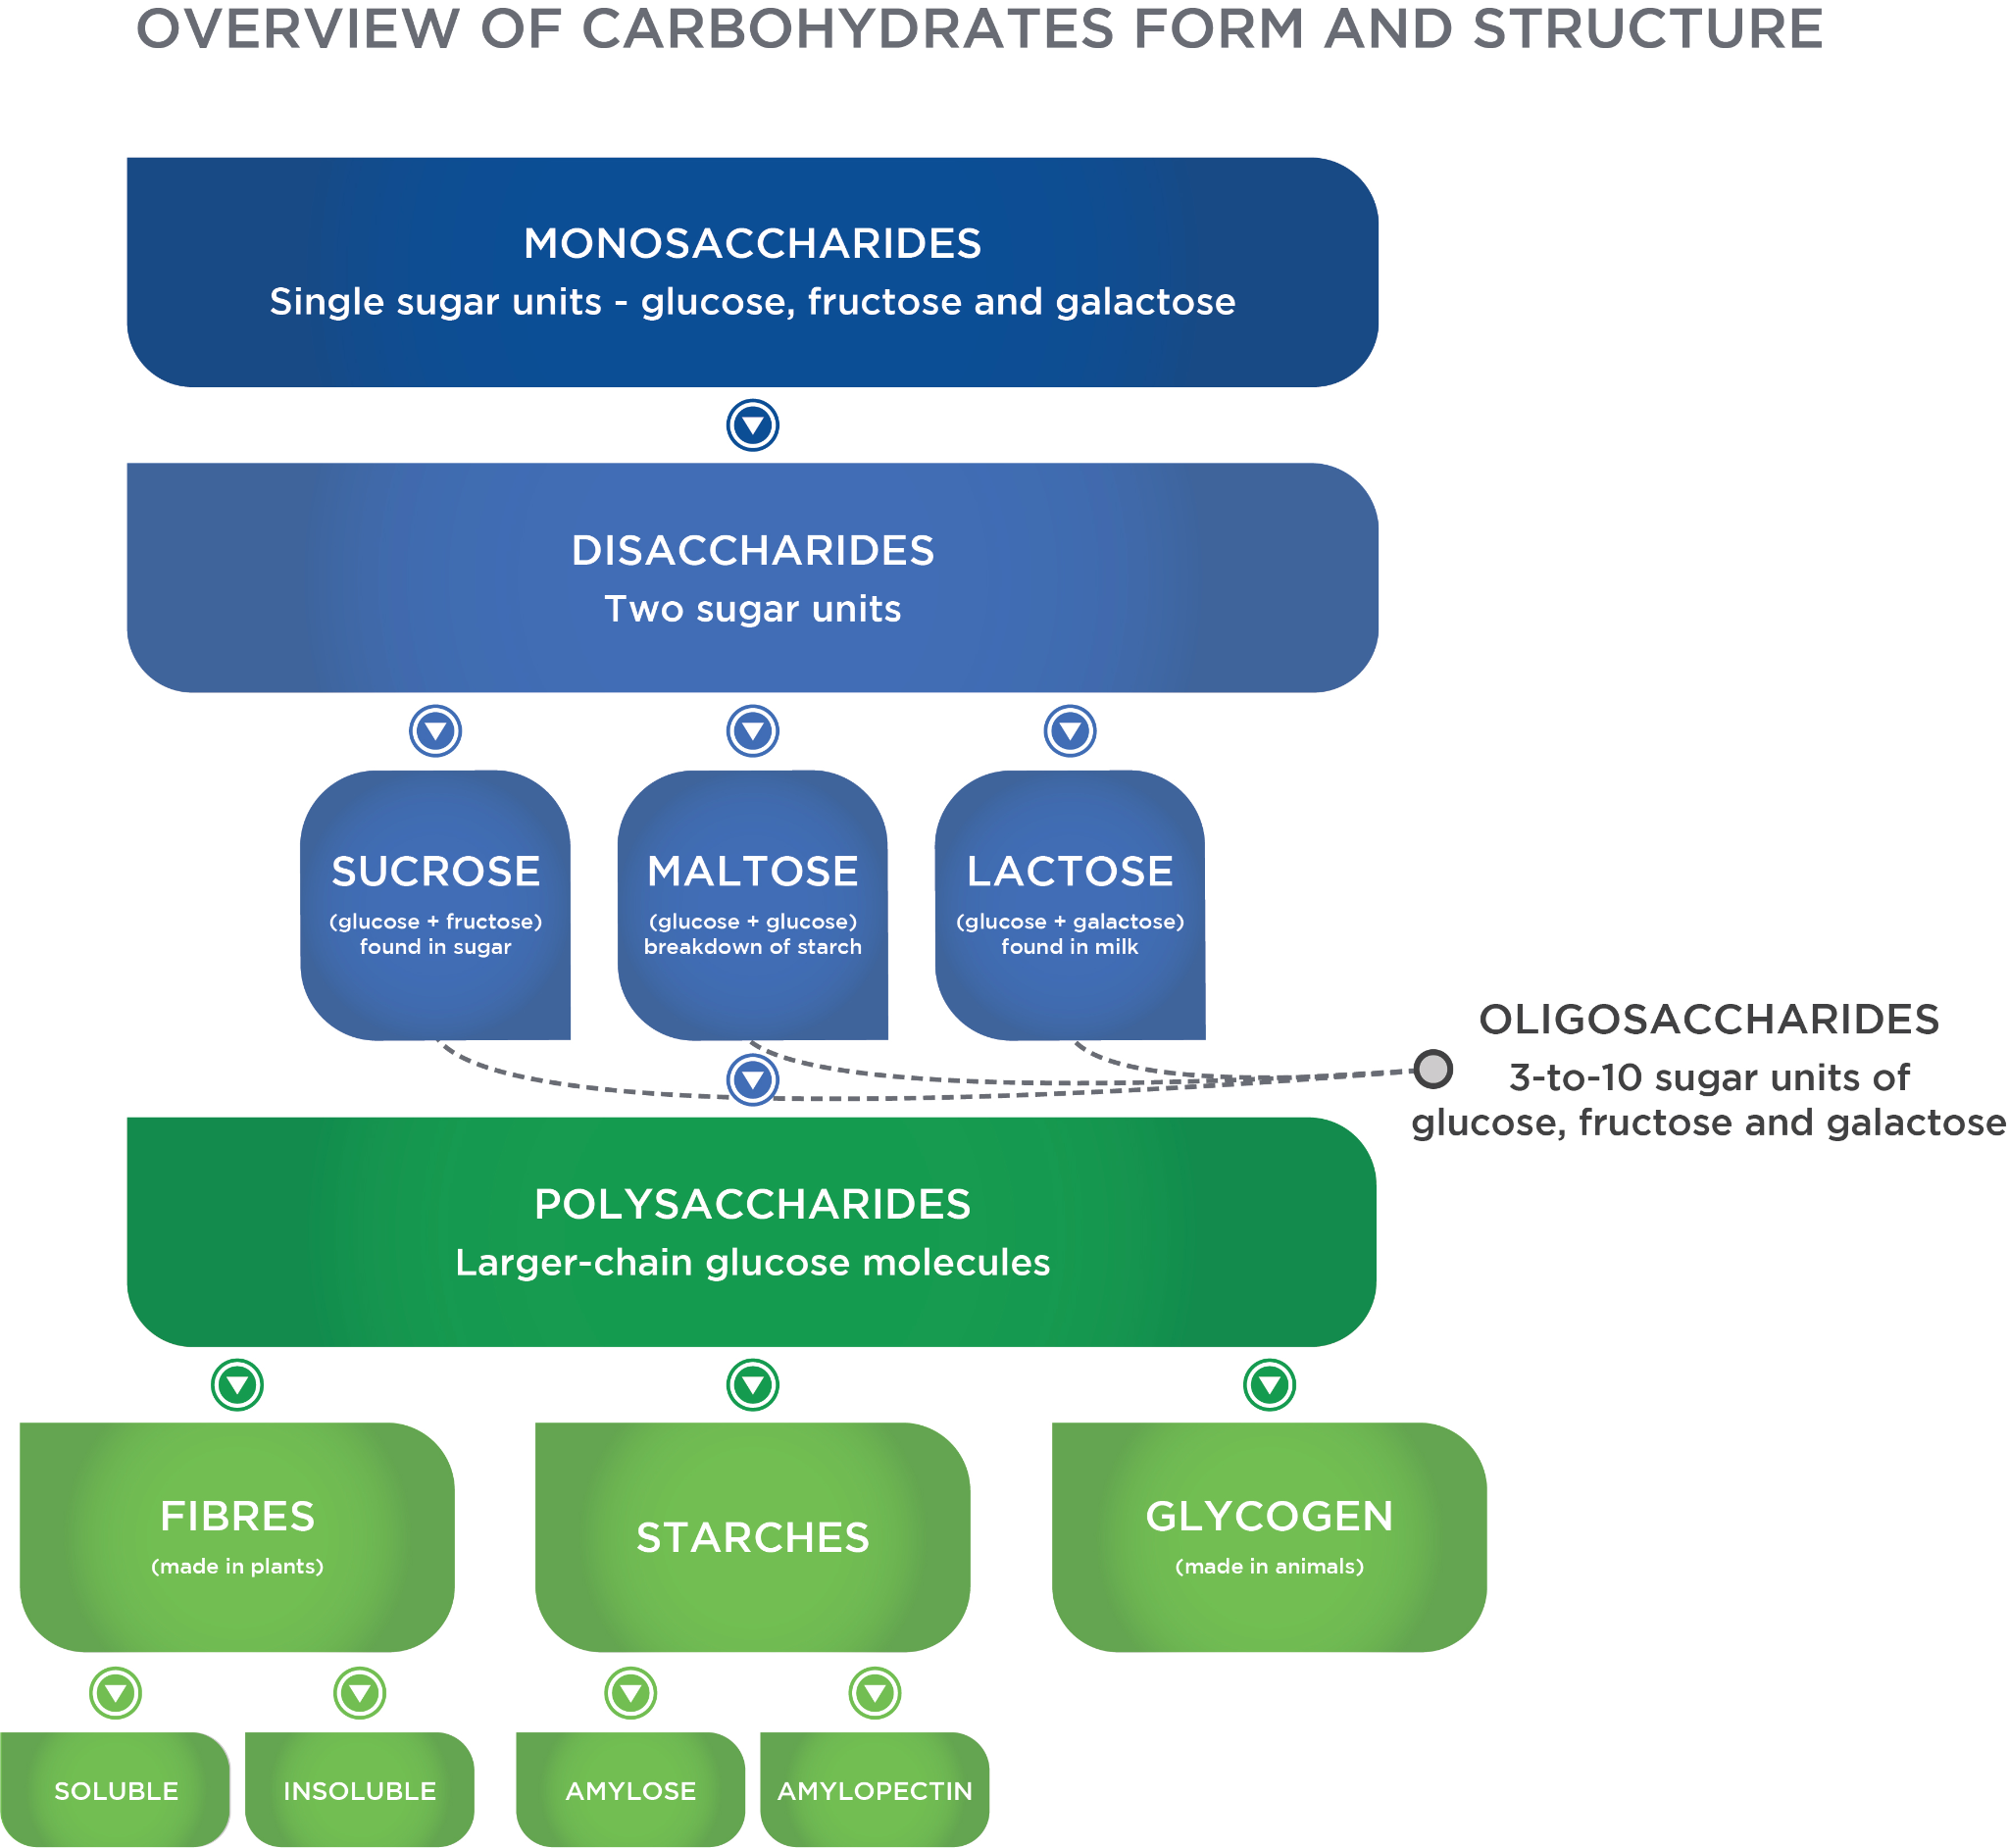 OVERVIEW OF CARBOHYDRATES FORM AND STRUCTURE
MONOSACCHARIDES
Single sugar units - glucose, fructose and galactose
DISACCHARIDES
Two sugar units
SUCROSE
(glucose + fructose)
found in sugar
MALTOSE
(glucose + glucose)
breakdown of starch
LACTOSE
(glucose + galactose)
found in milk
OLIGOSACCHARIDES
3-to-10 sugar units of
glucose, fructose and galactose
POLYSACCHARIDES
Larger-chain glucose molecules
FIBRES
(made in plants)
STARCHES
GLYCOGEN
(made in animals)
SOLUBLE
INSOLUBLE
AMYLOSE
AMYLOPECTIN